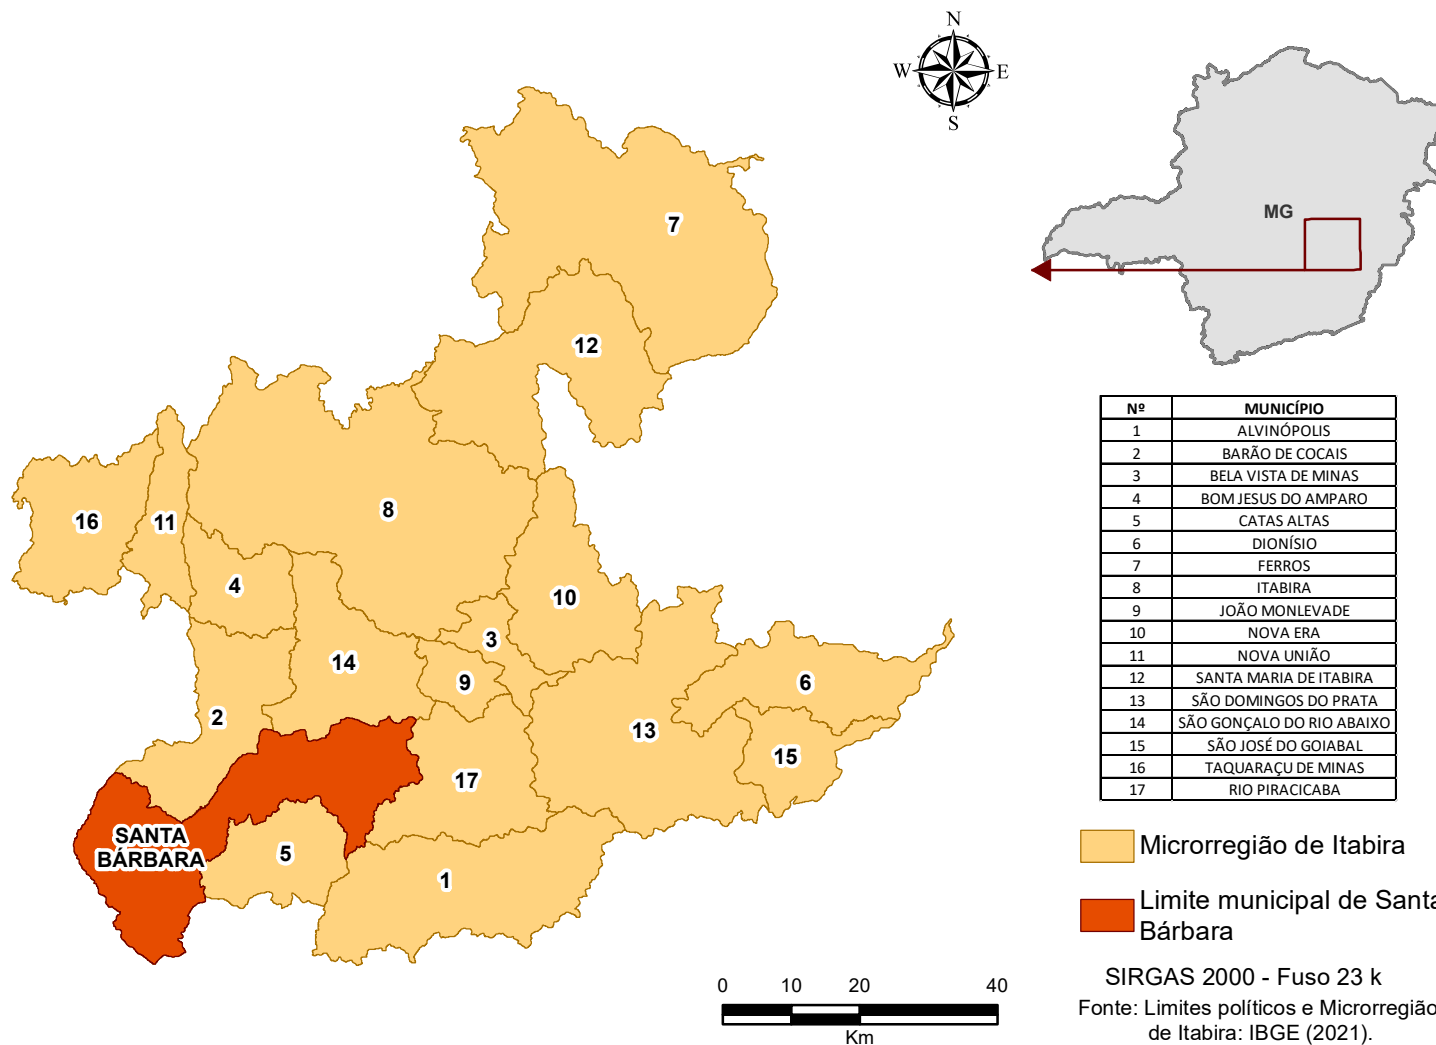 N
W E
S
MG
7
12
8
16
11
4
10
3
14
9
6
2
13
15
17
SANTA
BÁRBARA
5
1
Nº MUNICÍPIO
1 ALVINÓPOLIS
2 BARÃO DE COCAIS
3 BELA VISTA DE MINAS
4 BOM JESUS DO AMPARO
5 CATAS ALTAS
6 DIONÍSIO
7 FERROS
8 ITABIRA
9 JOÃO MONLEVADE
10 NOVA ERA
11 NOVA UNIÃO
12 SANTA MARIA DE ITABIRA
13 SÃO DOMINGOS DO PRATA
14 SÃO GONÇALO DO RIO ABAIXO
15 SÃO JOSÉ DO GOIABAL
16 TAQUARAÇU DE MINAS
17 RIO PIRACICABA
Microrregião de Itabira
Limite municipal de Santa
Bárbara
SIRGAS 2000 - Fuso 23 k
Fonte: Limites políticos e Microrregião
de Itabira: IBGE (2021).
0 10 20 40
Km